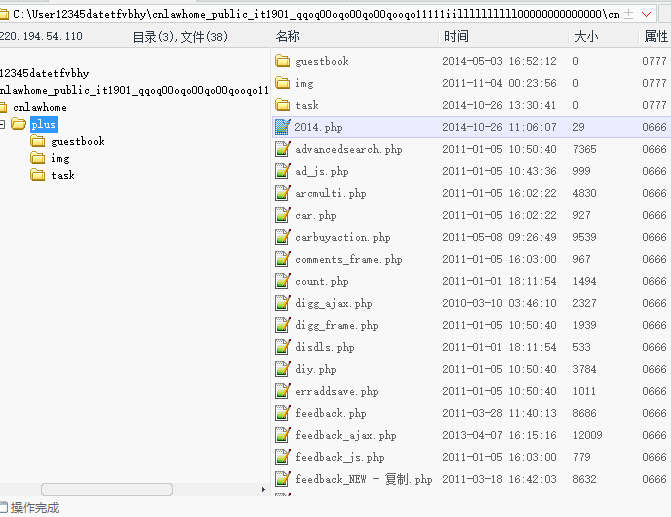 C:\User12345datetfvbhy\cnlawhome_public_it1901_qqoq00oqo00qo00qooqo11111iillllllllll00000000000000\cn
220.194.54.110 目录(3),文件(38) 名称 时间 大小 属性
12345datetfvbhy
nlawhome_public_it1901_qqoq00oqo00qo00qooqo11
cnlawhome
plus
guestbook
img
task
guestbook 2014-05-03 16:52:12 0 0777
img 2011-11-04 00:23:56 0 0777
task 2014-10-26 13:30:41 0 0777
2014.php 2014-10-26 11:06:07 29 0666
advancedsearch.php 2011-01-05 10:50:40 7365 0666
ad_js.php 2011-01-05 10:43:36 999 0666
arcmulti.php 2011-01-05 16:02:22 4830 0666
car.php 2011-01-05 16:02:22 927 0666
carbuyaction.php 2011-05-08 09:26:49 9539 0666
comments_frame.php 2011-01-05 16:03:00 967 0666
count.php 2011-01-01 18:11:54 1494 0666
digg_ajax.php 2010-03-10 03:46:10 2327 0666
digg_frame.php 2011-01-05 10:50:40 1939 0666
disdls.php 2011-01-01 18:11:54 533 0666
diy.php 2011-01-05 10:50:40 3784 0666
erraddsave.php 2011-01-05 10:50:40 1011 0666
feedback.php 2011-03-28 11:40:13 8686 0666
feedback_ajax.php 2013-04-07 16:15:16 12009 0666
feedback_js.php 2011-01-05 16:03:00 779 0666
feedback_NEW - 复制.php 2011-03-18 16:42:03 8632 0666
操作完成